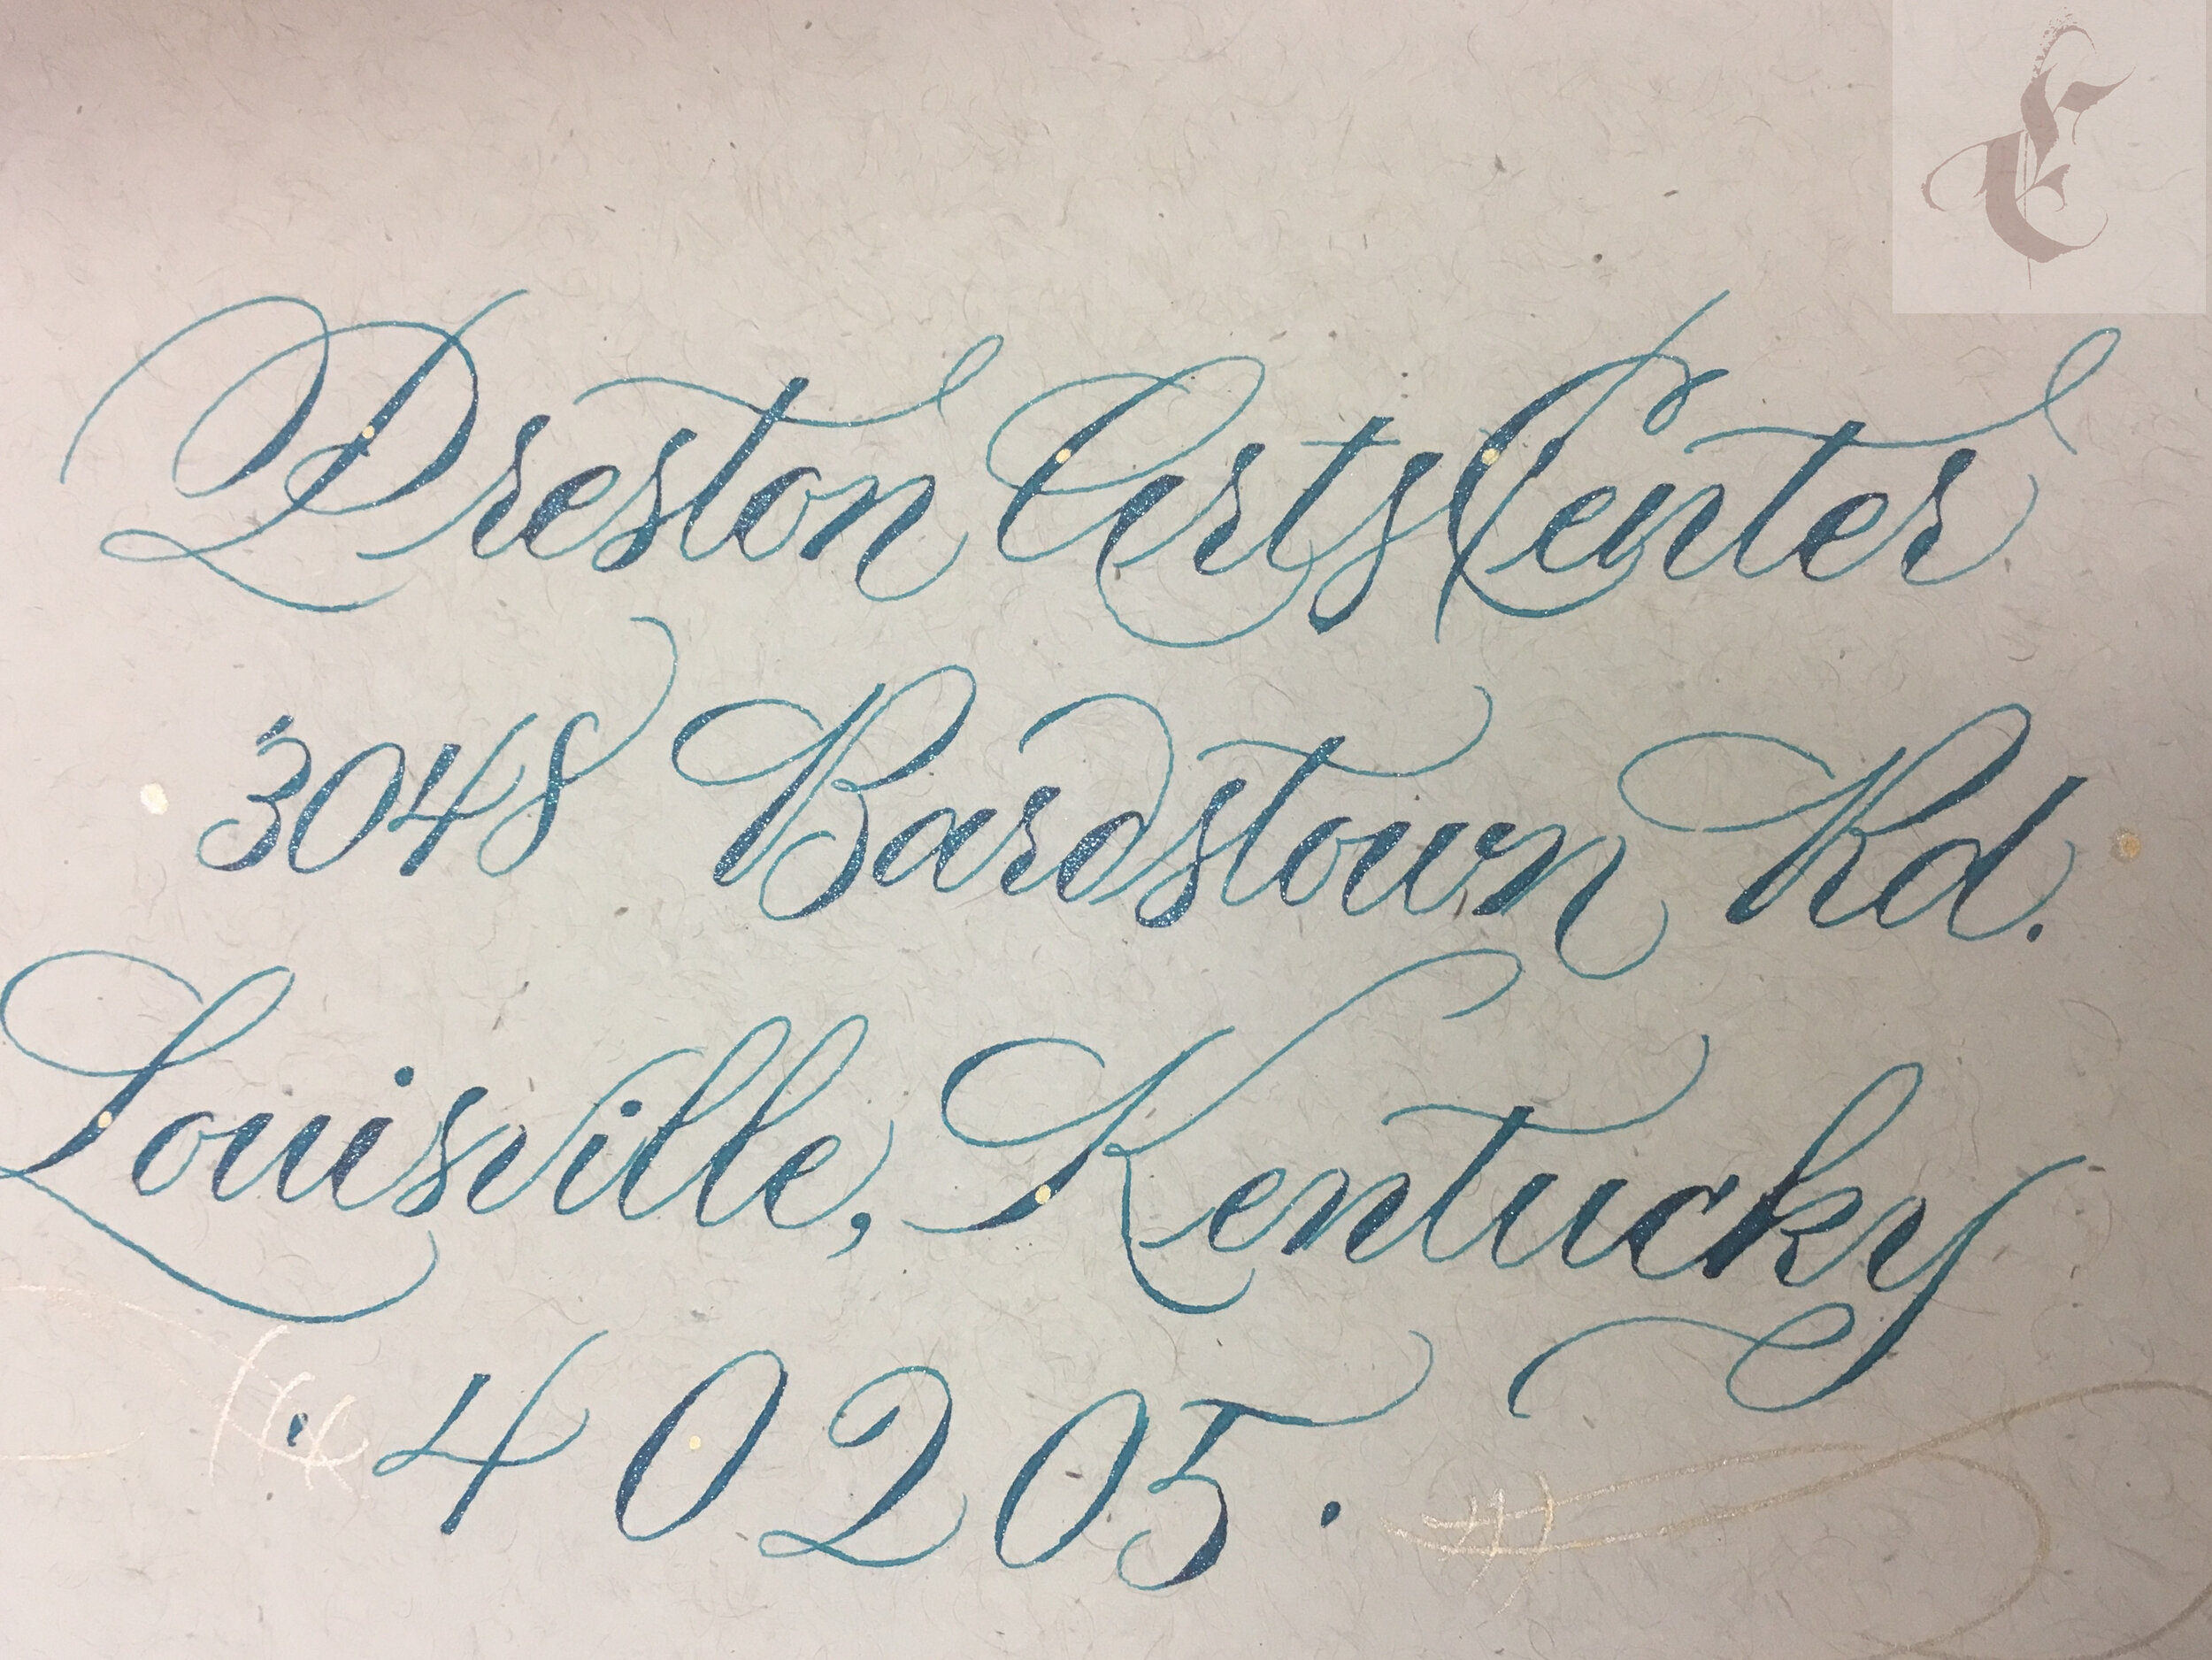 Preston Arts Center
3048 Bardstown Rd.
Louisville, Kentucky
· 40205 ·